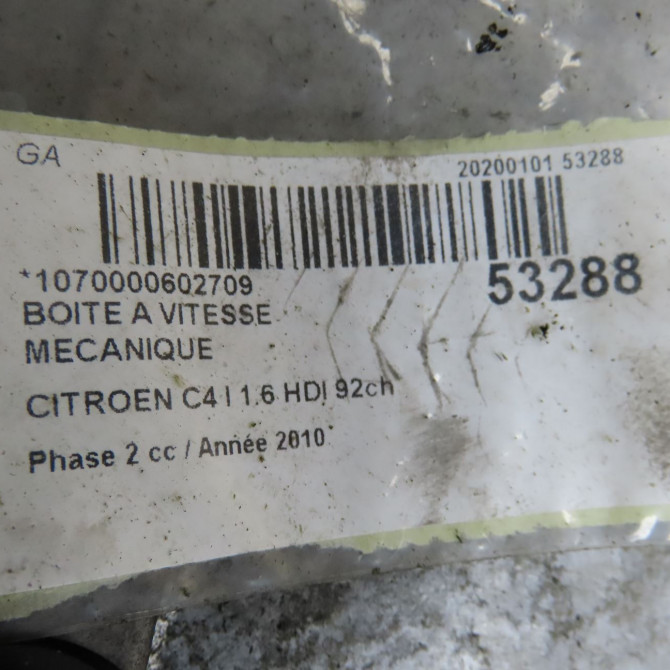 GA
20200101 53288
*1070000602709
53288
BOITE A VITESSE
MECANIQUE
CITROEN C4 I 1.6 HDI 92ch
Phase 2 cc / Année 2010